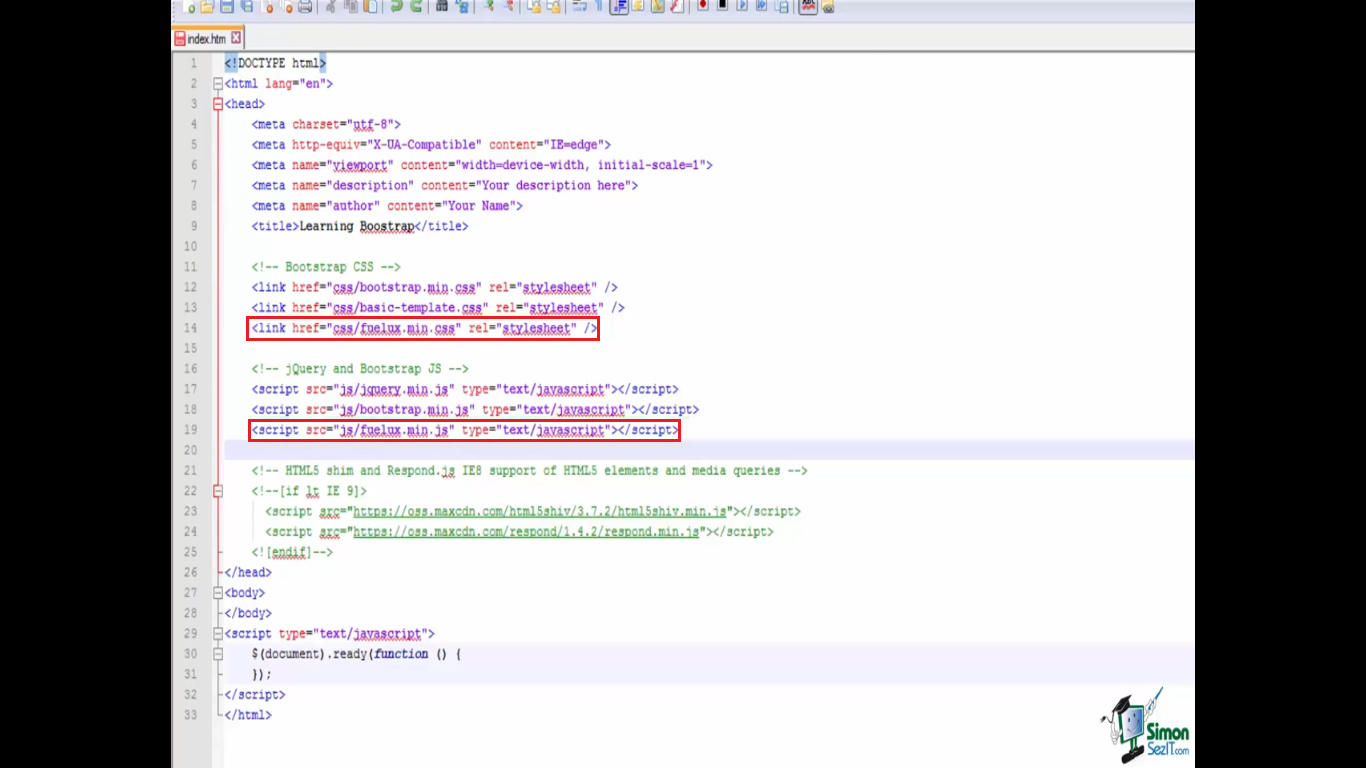 index.htm
1 <!DOCTYPE html>
2 <html lang="en">
3 <head>
4 <meta charset="utf-8">
5 <meta http-equiv="X-UA-Compatible" content="IE=edge">
6 <meta name="viewport" content="width=device-width, initial-scale=1">
7 <meta name="description" content="Your description here">
8 <meta name="author" content="Your Name">
9 <title>Learning Boostrap</title>
10
11 <!-- Bootstrap CSS -->
12 <link href="css/bootstrap.min.css" rel="stylesheet" />
13 <link href="css/basic-template.css" rel="stylesheet" />
14 <link href="css/fuelux.min.css" rel="stylesheet" />
15
16 <!-- jQuery and Bootstrap JS -->
17 <script src="js/jquery.min.js" type="text/javascript"></script>
18 <script src="js/bootstrap.min.js" type="text/javascript"></script>
19 <script src="js/fuelux.min.js" type="text/javascript"></script>
20
21 <!-- HTML5 shim and Respond.js IE8 support of HTML5 elements and media queries -->
22 <!--[if lt IE 9]>
23 <script src="https://oss.maxcdn.com/html5shiv/3.7.2/html5shiv.min.js"></script>
24 <script src="https://oss.maxcdn.com/respond/1.4.2/respond.min.js"></script>
25 <![endif]-->
26 </head>
27 <body>
28 </body>
29 <script type="text/javascript">
30 $(document).ready(function () {
31 });
32 </script>
33 </html>
Simon
SezIT.com